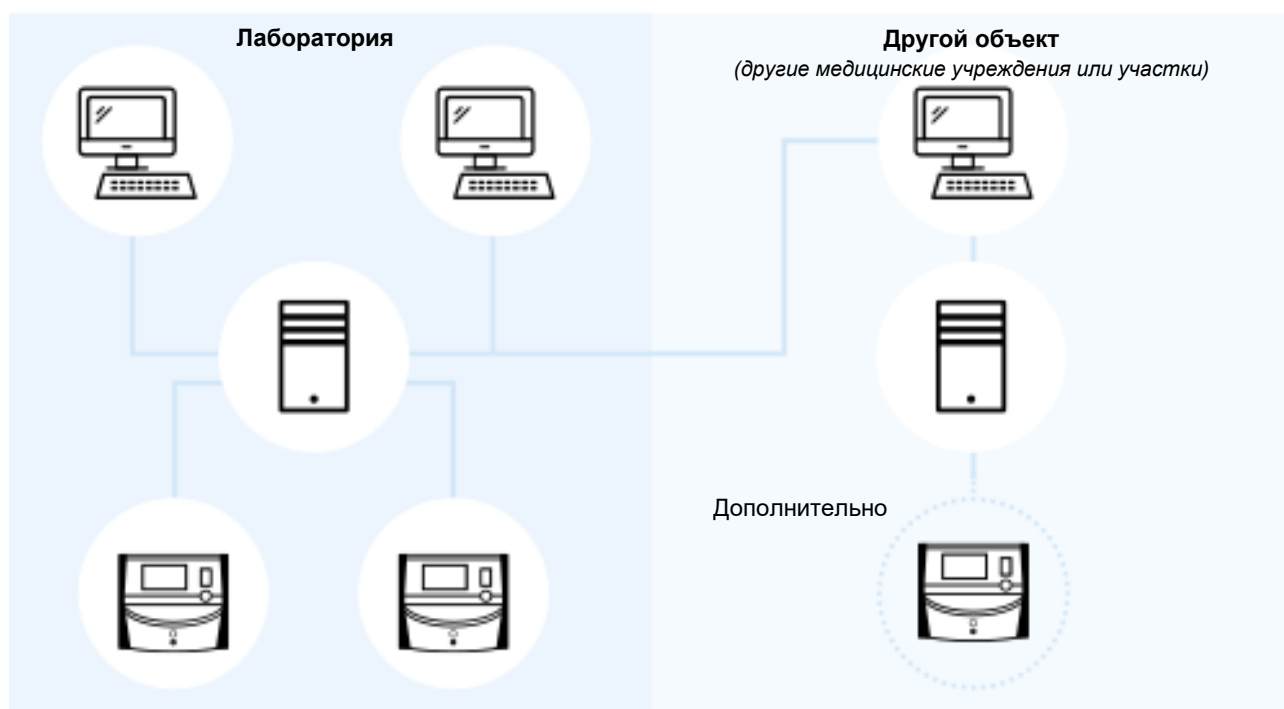 Лаборатория
Другой объект
(другие медицинские учреждения или участки)
Дополнительно